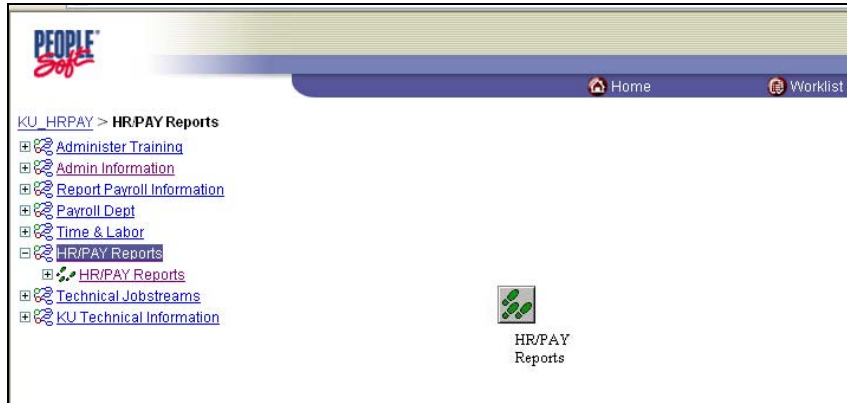 PEOPLE
Soft
Home
Worklist
KU_HRPAY > HR/PAY Reports
Administer Training
Admin Information
Report Payroll Information
Payroll Dept
Time & Labor
HR/PAY Reports
HR/PAY Reports
Technical Jobstreams
KU Technical Information
HR/PAY
Reports